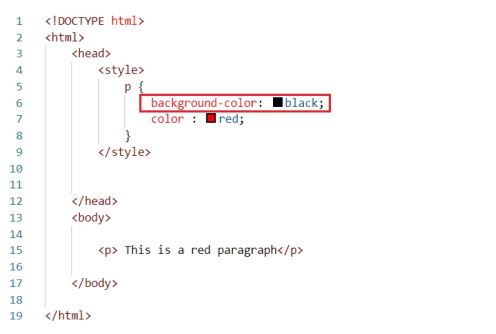 1 <!DOCTYPE html>
2 <html>
3 <head>
4 <style>
5 p {
6 background-color: black;
7 color : red;
8 }
9 </style>
10
11
12 </head>
13 <body>
14
15 <p> This is a red paragraph</p>
16
17 </body>
18
19 </html>